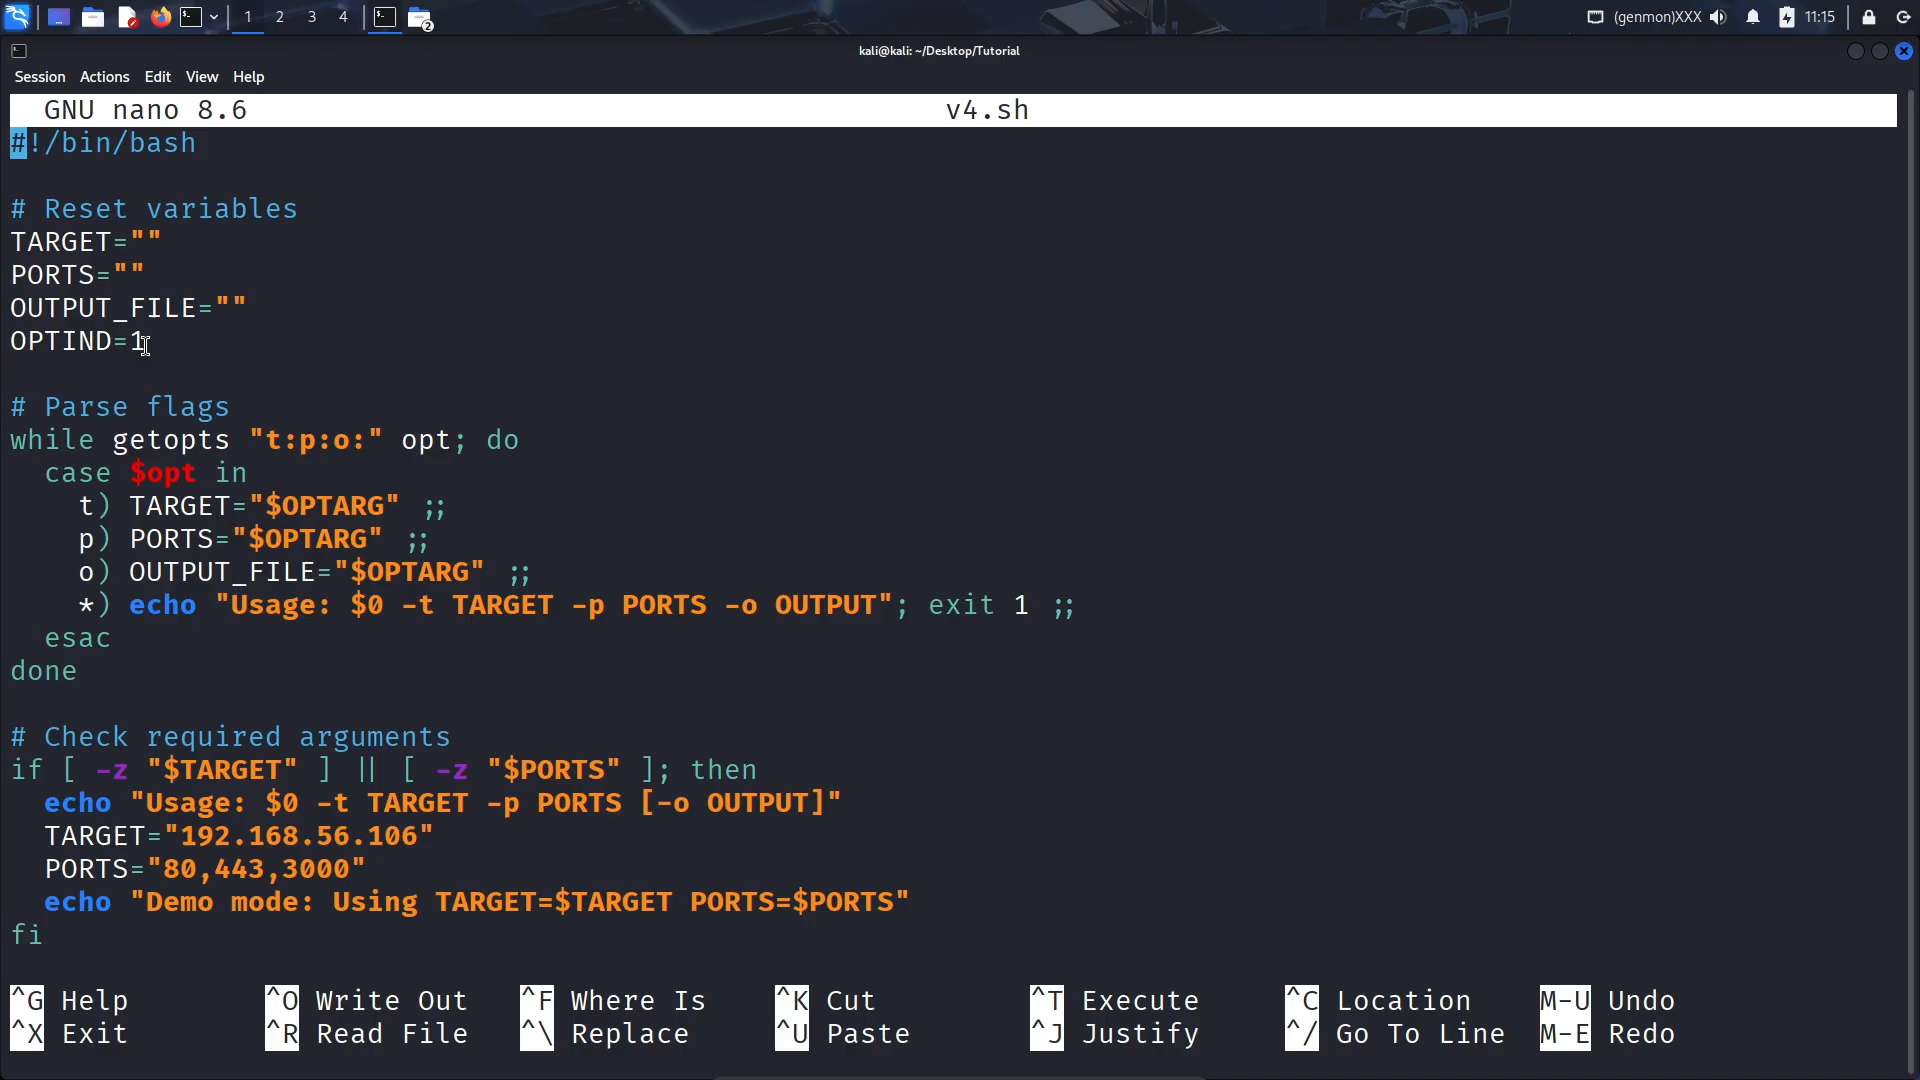 1 2 3 4 2 (genmon)XXX 11:15
kali@kali: ~/Desktop/Tutorial
Session Actions Edit View Help
GNU nano 8.6 v4.sh
#!/bin/bash
# Reset variables
TARGET=""
PORTS=""
OUTPUT_FILE=""
OPTIND=1
# Parse flags
while getopts "t:p:o:" opt; do
  case $opt in
    t) TARGET="$OPTARG" ;;
    p) PORTS="$OPTARG" ;;
    o) OUTPUT_FILE="$OPTARG" ;;
    *) echo "Usage: $0 -t TARGET -p PORTS -o OUTPUT"; exit 1 ;;
  esac
done
# Check required arguments
if [ -z "$TARGET" ] || [ -z "$PORTS" ]; then
  echo "Usage: $0 -t TARGET -p PORTS [-o OUTPUT]"
  TARGET="192.168.56.106"
  PORTS="80,443,3000"
  echo "Demo mode: Using TARGET=$TARGET PORTS=$PORTS"
fi
^G Help ^O Write Out ^F Where Is ^K Cut ^T Execute ^C Location M-U Undo
^X Exit ^R Read File ^\ Replace ^U Paste ^J Justify ^/ Go To Line M-E Redo